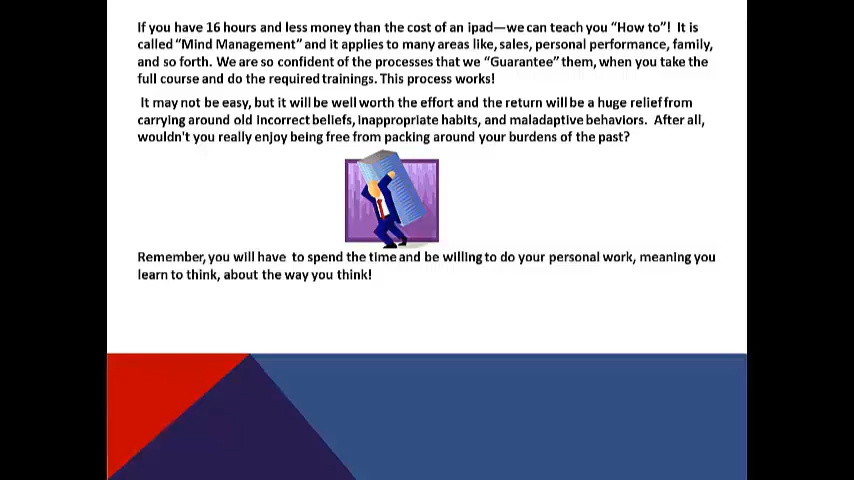 If you have 16 hours and less money than the cost of an ipad—we can teach you “How to”!  It is
called “Mind Management” and it applies to many areas like, sales, personal performance, family,
and so forth. We are so confident of the processes that we “Guarantee” them, when you take the
full course and do the required trainings. This process works!
It may not be easy, but it will be well worth the effort and the return will be a huge relief from
carrying around old incorrect beliefs, inappropriate habits, and maladaptive behaviors.  After all,
wouldn't you really enjoy being free from packing around your burdens of the past?
Remember, you will have  to spend the time and be willing to do your personal work, meaning you
learn to think, about the way you think!